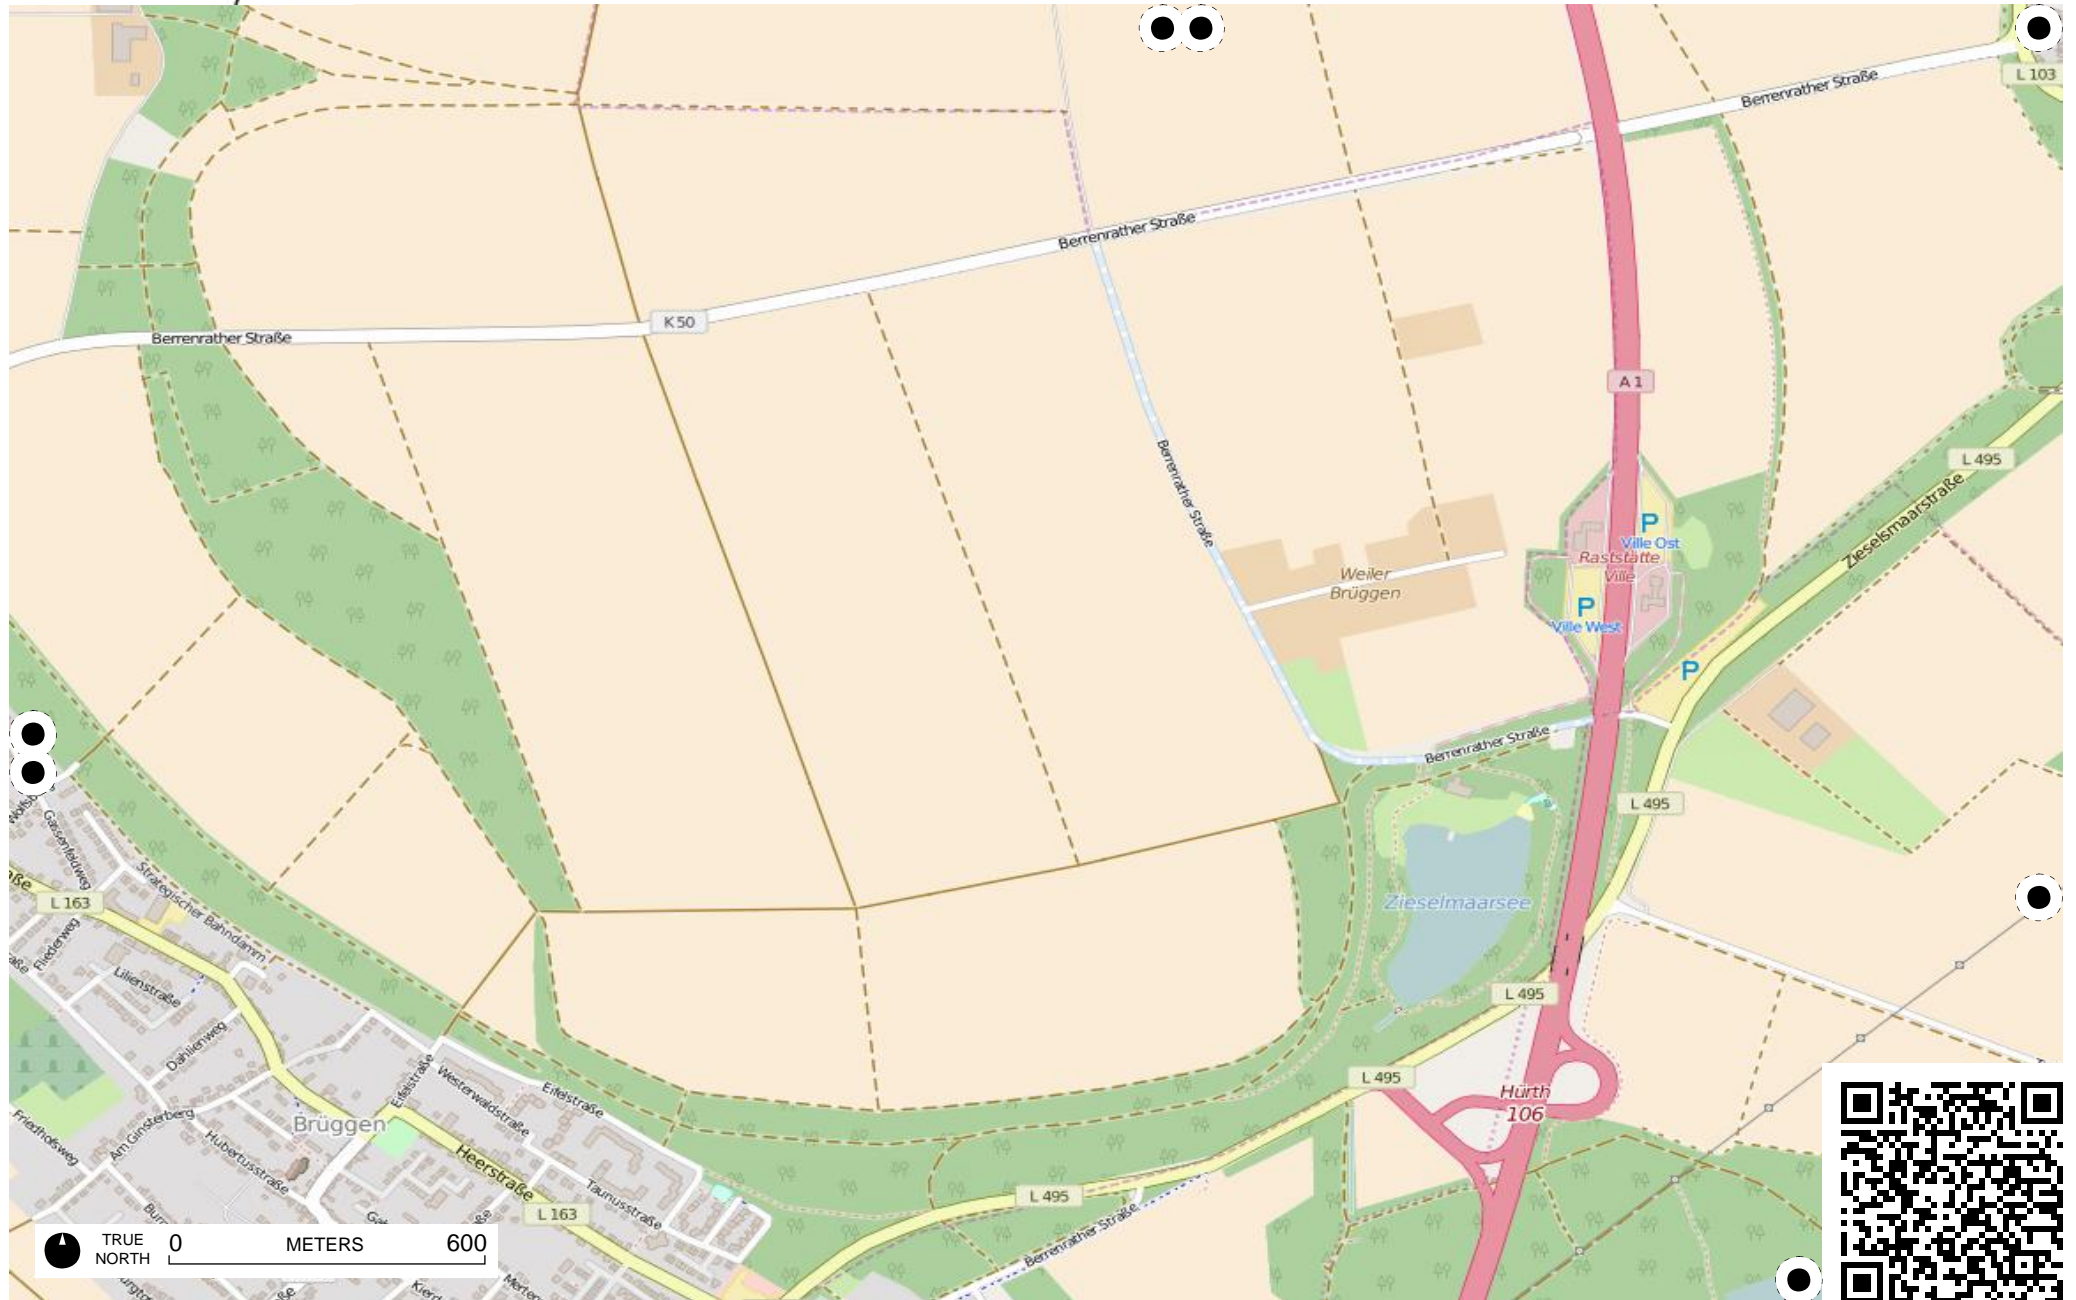 Berrenrather Straße
L 103
Berrenrather Straße
K 50
Berrenrather Straße
A 1
L 495
Zieselsmaarstraße
Berrenrather Straße
P
Ville Ost
Raststätte
Ville
Weiler
Brüggen
P
Ville West
P
Berrenrather Straße
L 495
Gassenfeldweg
Strategischer Bahndamm
L 163
Zieselmaarsee
Fliederweg
Lilienstraße
L 495
Dahlienweg
L 495
Eifelstraße
Westerwaldstraße
Eifelstraße
Hürth
106
Brüggen
Am Ginsterberg
Friedhofsweg
Hubertusstraße
Heerstraße
Taunusstraße
L 495
L 163
Berrenrather Straße
TRUE
NORTH
0 METERS 600